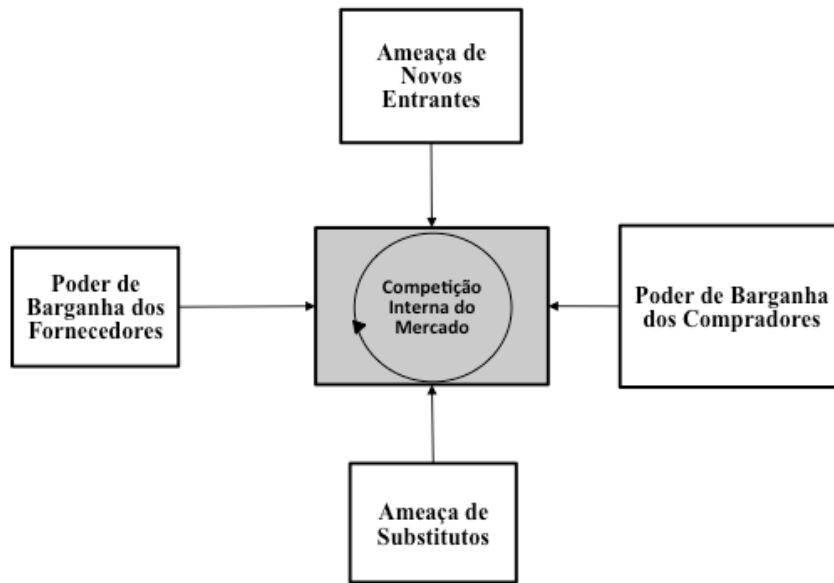 Ameaça de
Novos
Entrantes
Poder de
Barganha dos
Fornecedores
Competição
Interna do
Mercado
Poder de Barganha
dos Compradores
Ameaça de
Substitutos